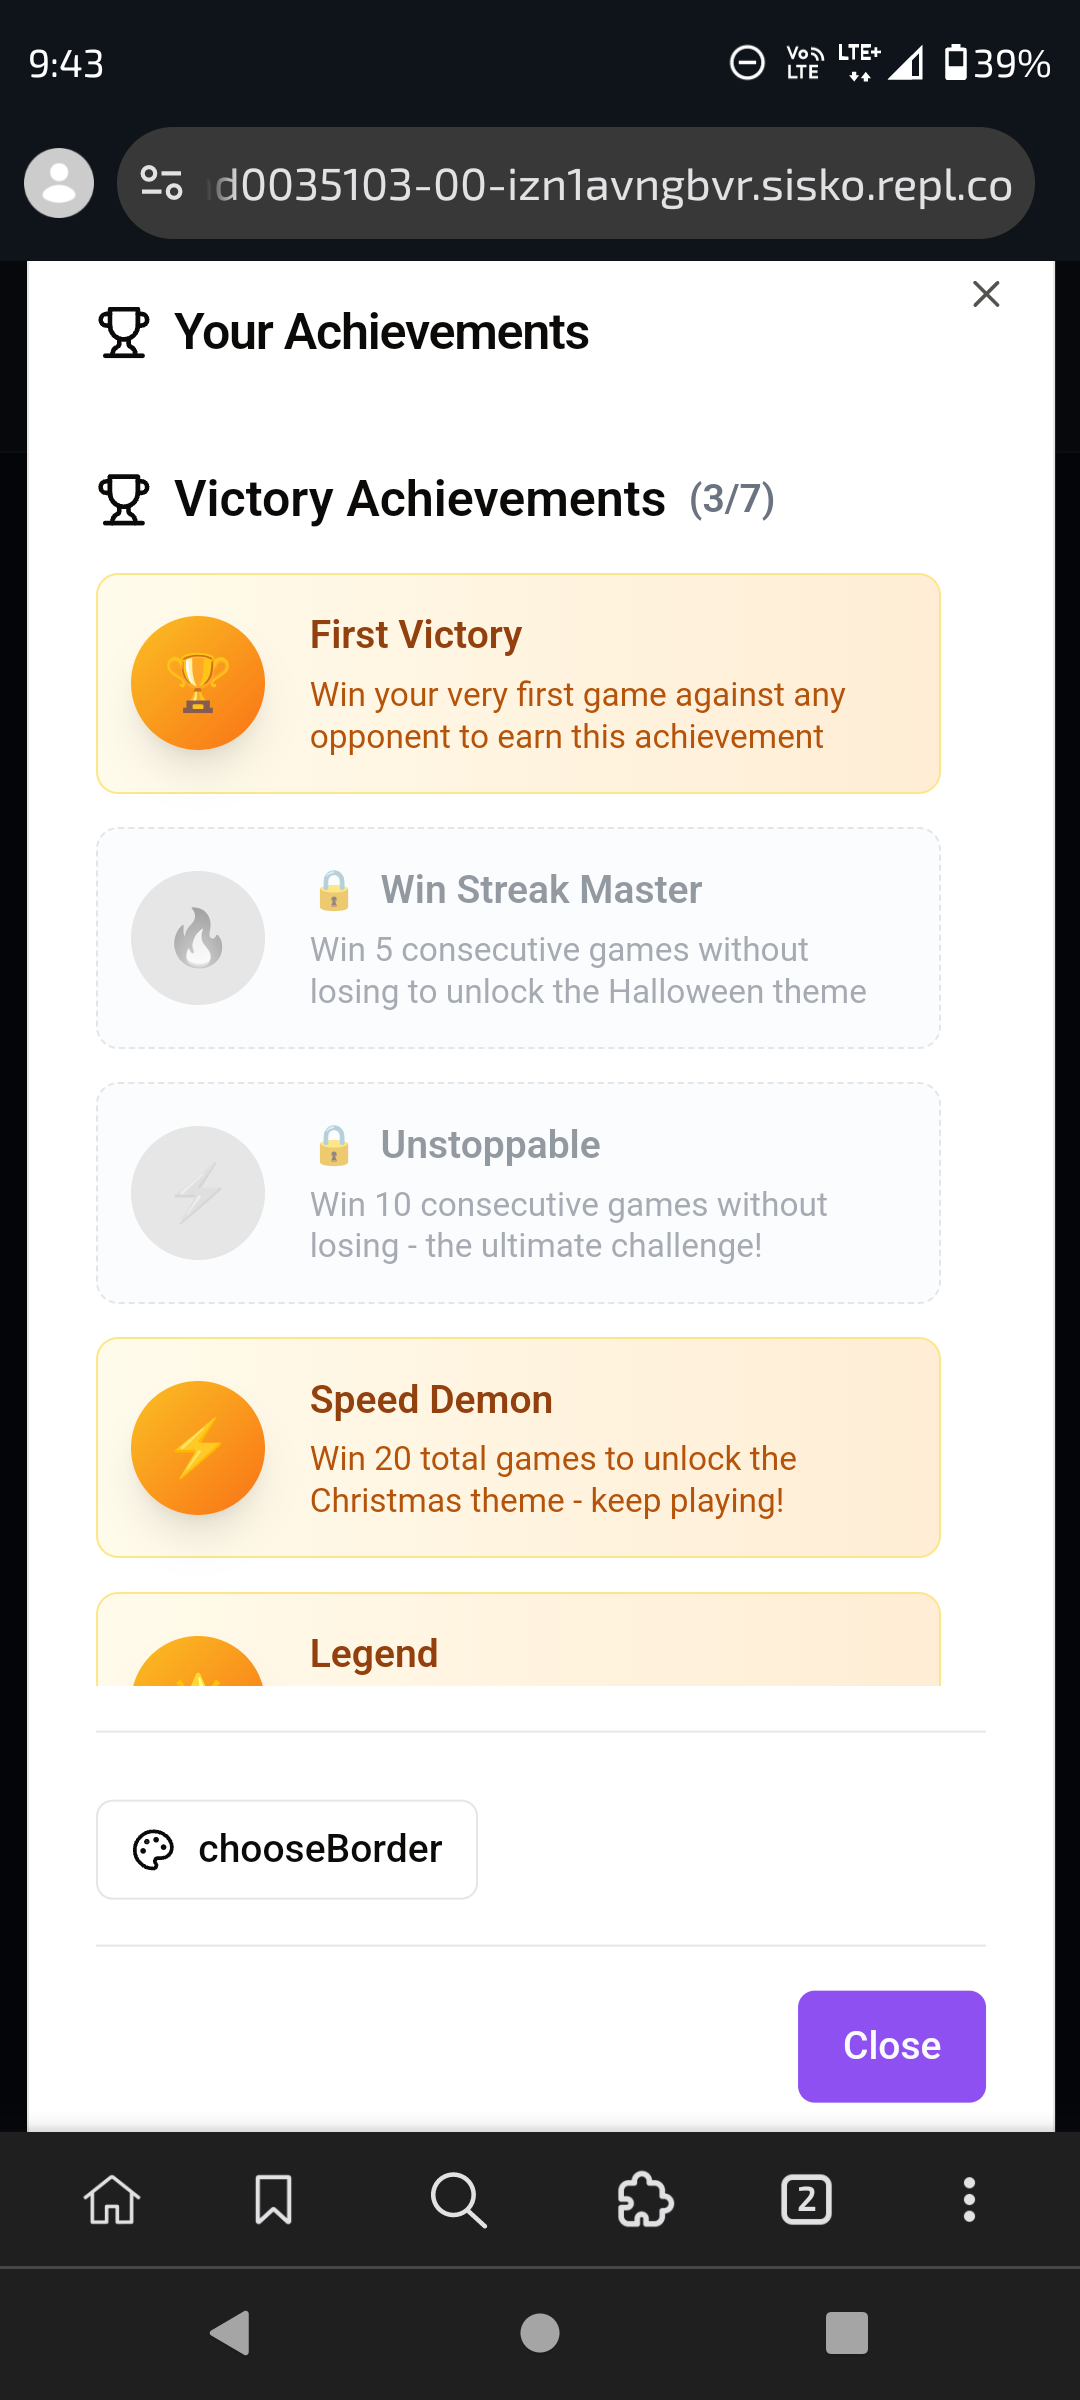 9:43
Vo
LTE
LTE+
39%
d0035103-00-izn1avngbvr.sisko.repl.co
Your Achievements
Victory Achievements (3/7)
First Victory
Win your very first game against any
opponent to earn this achievement
Win Streak Master
Win 5 consecutive games without
losing to unlock the Halloween theme
Unstoppable
Win 10 consecutive games without
losing - the ultimate challenge!
Speed Demon
Win 20 total games to unlock the
Christmas theme - keep playing!
Legend
chooseBorder
Close
2